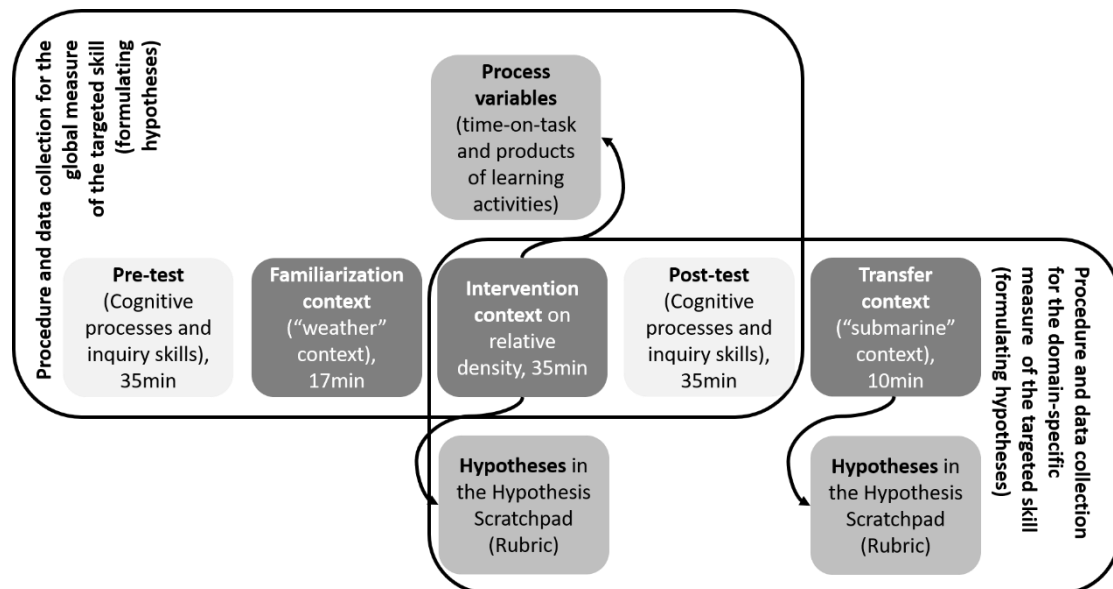 Procedure and data collection for the
global measure
of the targeted skill
(formulating
hypotheses)
Process
variables
(time-on-task
and products
of learning
activities)
Pre-test
(Cognitive
processes and
inquiry skills),
35min
Familiarization
context
(“weather”
context),
17min
Intervention
context on
relative
density, 35min
Post-test
(Cognitive
processes and
inquiry skills),
35min
Transfer
context
(“submarine”
context),
10min
Procedure and data collection
for the domain-specific
measure of the targeted skill
(formulating hypotheses)
Hypotheses in
the Hypothesis
Scratchpad
(Rubric)
Hypotheses in
the Hypothesis
Scratchpad
(Rubric)